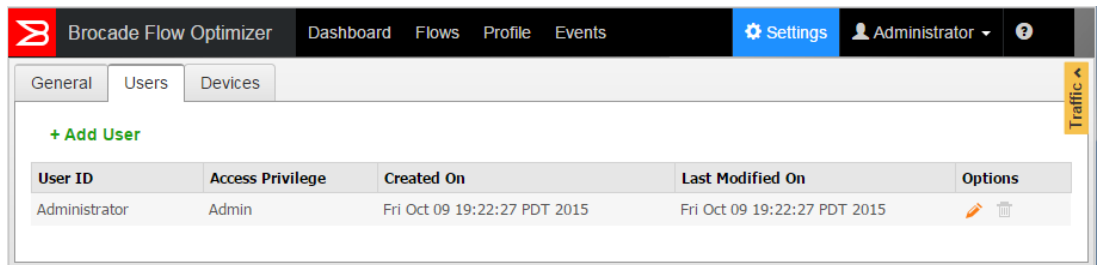 Brocade Flow Optimizer Dashboard Flows Profile Events Settings Administrator ?
General Users Devices
Traffic
+ Add User
User ID Access Privilege Created On Last Modified On Options
Administrator Admin Fri Oct 09 19:22:27 PDT 2015 Fri Oct 09 19:22:27 PDT 2015